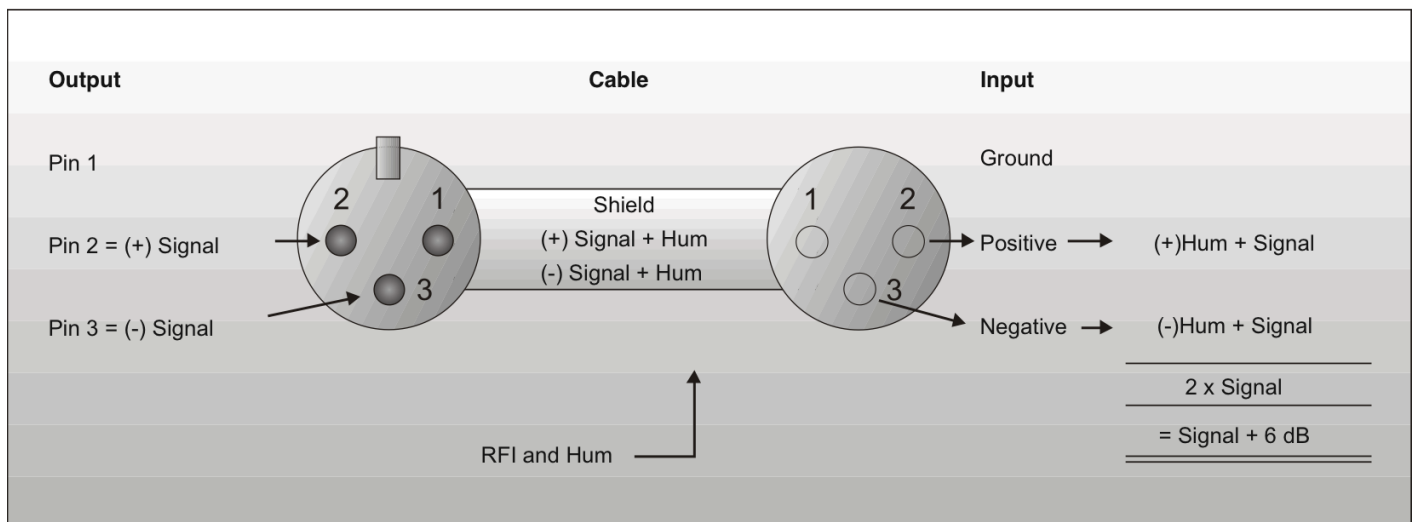 Output
Cable
Input
Pin 1
Ground
2
1
Shield
1
2
Pin 2 = (+) Signal
(+) Signal + Hum
Positive
(+)Hum + Signal
(-) Signal + Hum
3
3
Pin 3 = (-) Signal
Negative
(-)Hum + Signal
2 x Signal
= Signal + 6 dB
RFI and Hum